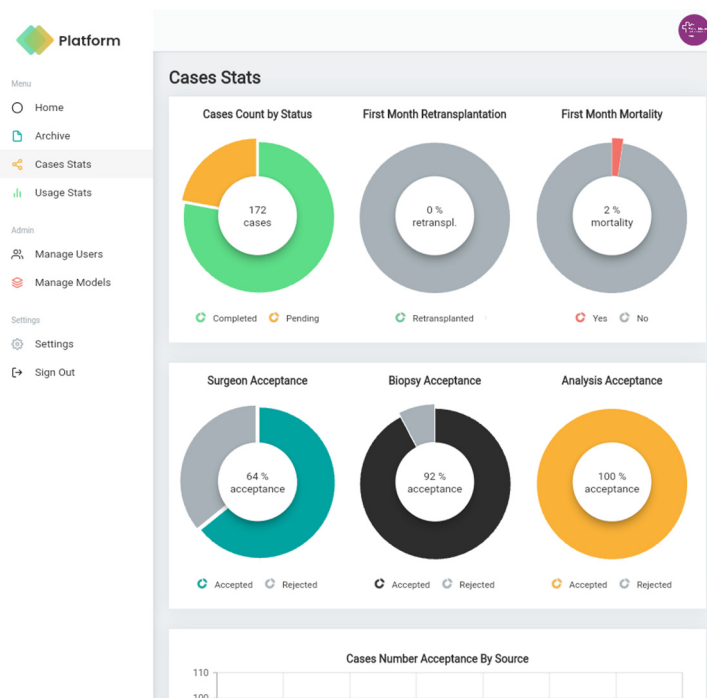 Platform
Menu
Home
Archive
Cases Stats
Usage Stats
Admin
Manage Users
Manage Models
Settings
Settings
Sign Out
Cases Stats
Cases Count by Status
First Month Retransplantation
First Month Mortality
172
cases
0 %
retranspl.
2 %
mortality
Completed
Pending
Retransplanted
Yes
No
Surgeon Acceptance
Biopsy Acceptance
Analysis Acceptance
64 %
acceptance
92 %
acceptance
100 %
acceptance
Accepted
Rejected
Accepted
Rejected
Accepted
Rejected
Cases Number Acceptance By Source
110
100